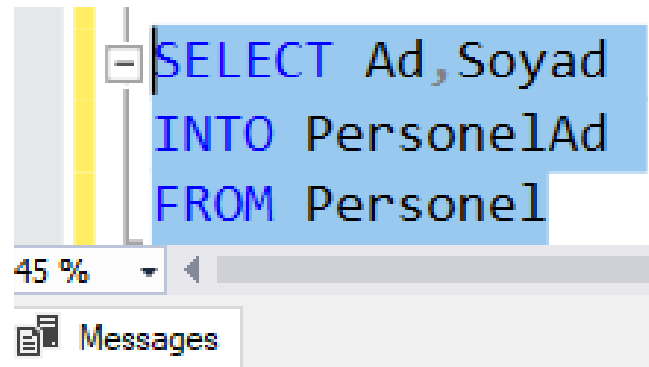 SELECT Ad,Soyad
INTO PersonelAd
FROM Personel
45 %
Messages